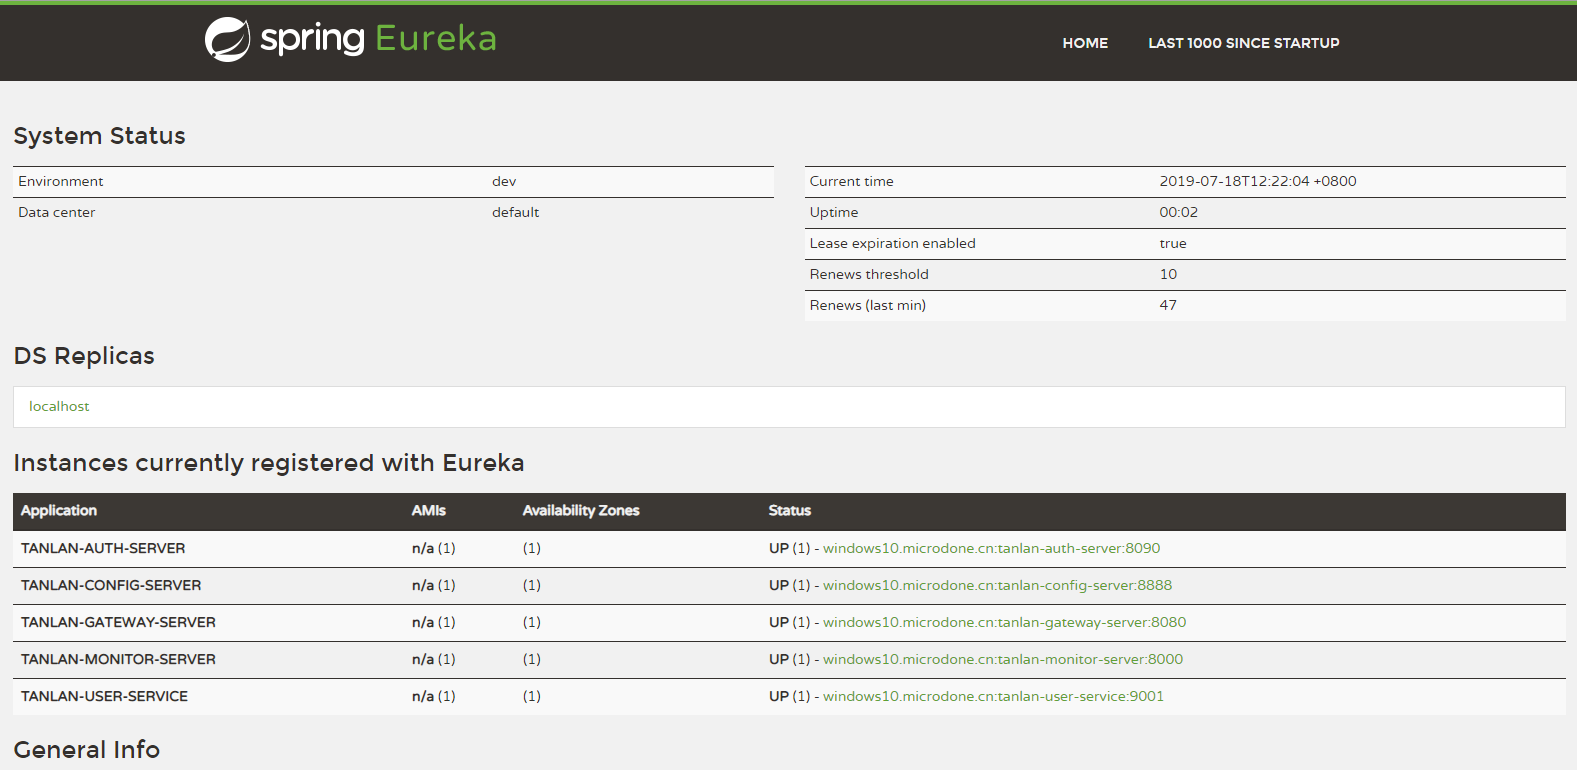 spring Eureka HOME LAST 1000 SINCE STARTUP
System Status
Environment dev
Data center default
Current time 2019-07-18T12:22:04 +0800
Uptime 00:02
Lease expiration enabled true
Renews threshold 10
Renews (last min) 47
DS Replicas
localhost
Instances currently registered with Eureka
Application AMIs Availability Zones Status
TANLAN-AUTH-SERVER n/a (1) (1) UP (1) - windows10.microdone.cn:tanlan-auth-server:8090
TANLAN-CONFIG-SERVER n/a (1) (1) UP (1) - windows10.microdone.cn:tanlan-config-server:8888
TANLAN-GATEWAY-SERVER n/a (1) (1) UP (1) - windows10.microdone.cn:tanlan-gateway-server:8080
TANLAN-MONITOR-SERVER n/a (1) (1) UP (1) - windows10.microdone.cn:tanlan-monitor-server:8000
TANLAN-USER-SERVICE n/a (1) (1) UP (1) - windows10.microdone.cn:tanlan-user-service:9001
General Info